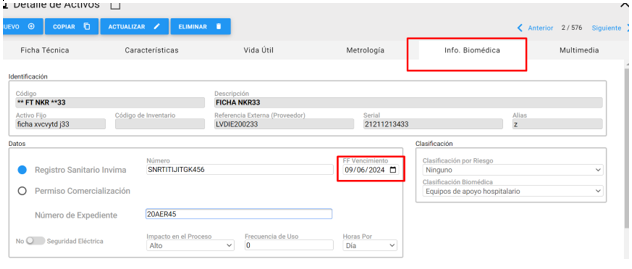 Detalle de Activos
NUEVO COPIAR ACTUALIZAR ELIMINAR Anterior 2 / 576 Siguiente
Ficha Técnica Características Vida Útil Metrología Info. Biomédica Multimedia
Identificación
Código Descripción
** FT NKR **33 FICHA NKR33
Activo Fijo Código de Inventario Referencia Externa (Proveedor) Serial Alias
ficha xvcvytd j33 LVDIE200233 21211213433 z
Datos Clasificación
Registro Sanitario Invima Número FF Vencimiento Clasificación por Riesgo
SNRTITIJITGK456 09/06/2024 Ninguno
Permiso Comercialización Clasificación Biomédica
Equipos de apoyo hospitalario
Número de Expediente 20AER45
No Seguridad Eléctrica Impacto en el Proceso Frecuencia de Uso Horas Por
Alto 0 Día